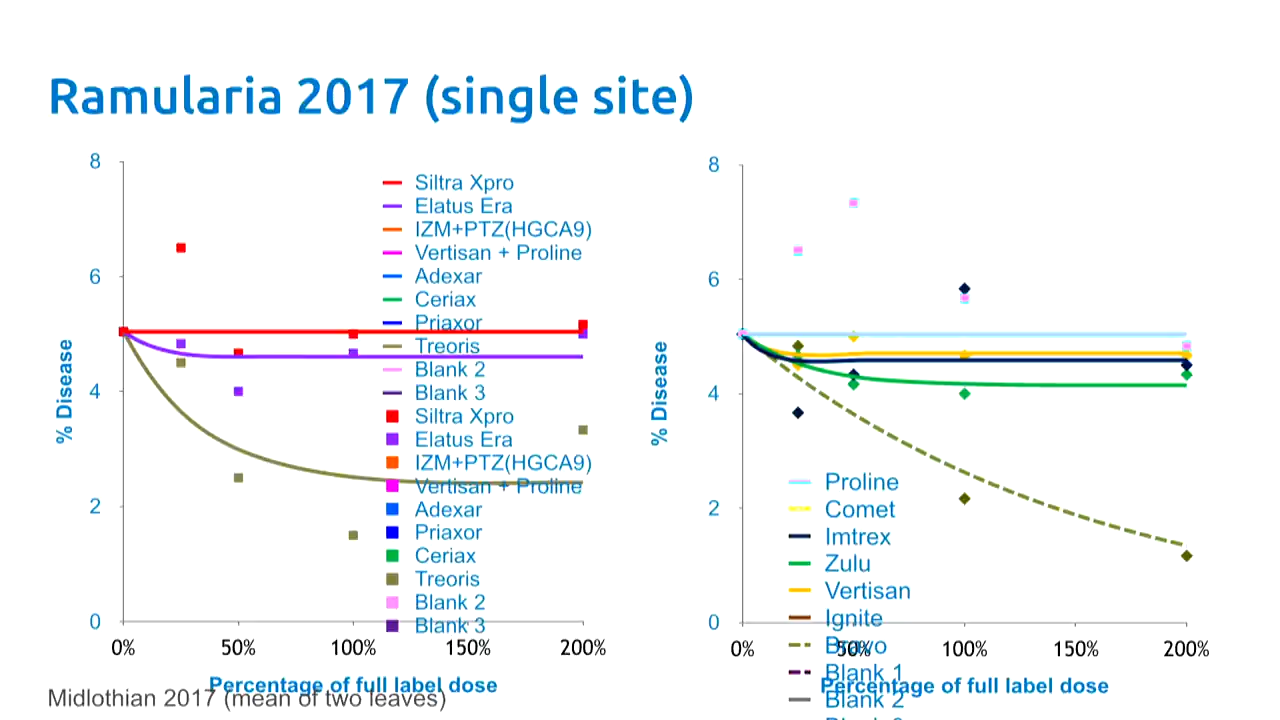 Ramularia 2017 (single site)
8
6
4
2
0
% Disease
0%
50%
100%
150%
200%
Percentage of full label dose
Siltra Xpro
Elatus Era
IZM+PTZ(HGCA9)
Vertisan + Proline
Adexar
Ceriax
Priaxor
Treoris
Blank 2
Blank 3
Siltra Xpro
Elatus Era
IZM+PTZ(HGCA9)
Vertisan + Proline
Adexar
Priaxor
Ceriax
Treoris
Blank 2
Blank 3
Midlothian 2017 (mean of two leaves)
8
6
4
2
0
% Disease
0%
50%
100%
150%
200%
Percentage of full label dose
Proline
Comet
Imtrex
Zulu
Vertisan
Ignite
Bravo
Blank 1
Blank 2